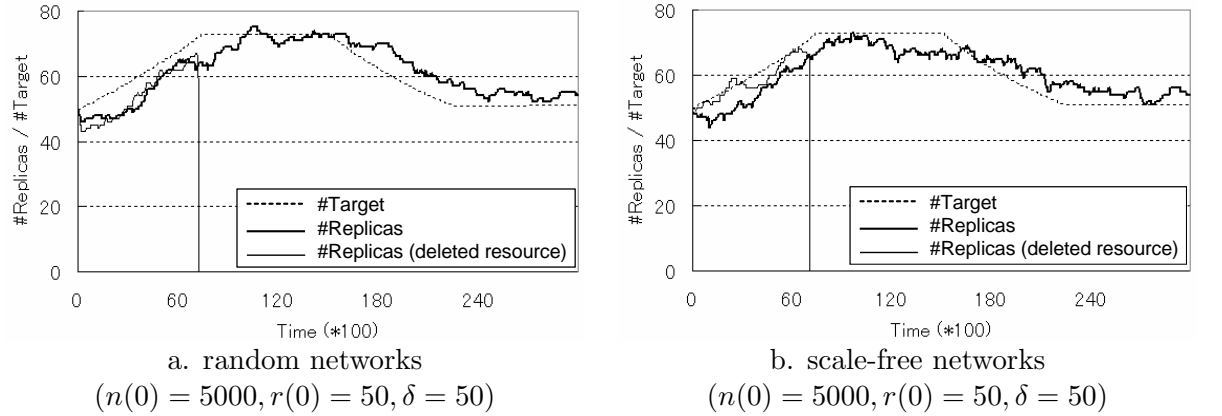 #Replicas / #Target
80
60
40
20
0
#Target
#Replicas
#Replicas (deleted resource)
0 60 120 180 240
Time (*100)
a. random networks
(n(0) = 5000, r(0) = 50, δ = 50)
#Replicas / #Target
80
60
40
20
0
#Target
#Replicas
#Replicas (deleted resource)
0 60 120 180 240
Time (*100)
b. scale-free networks
(n(0) = 5000, r(0) = 50, δ = 50)